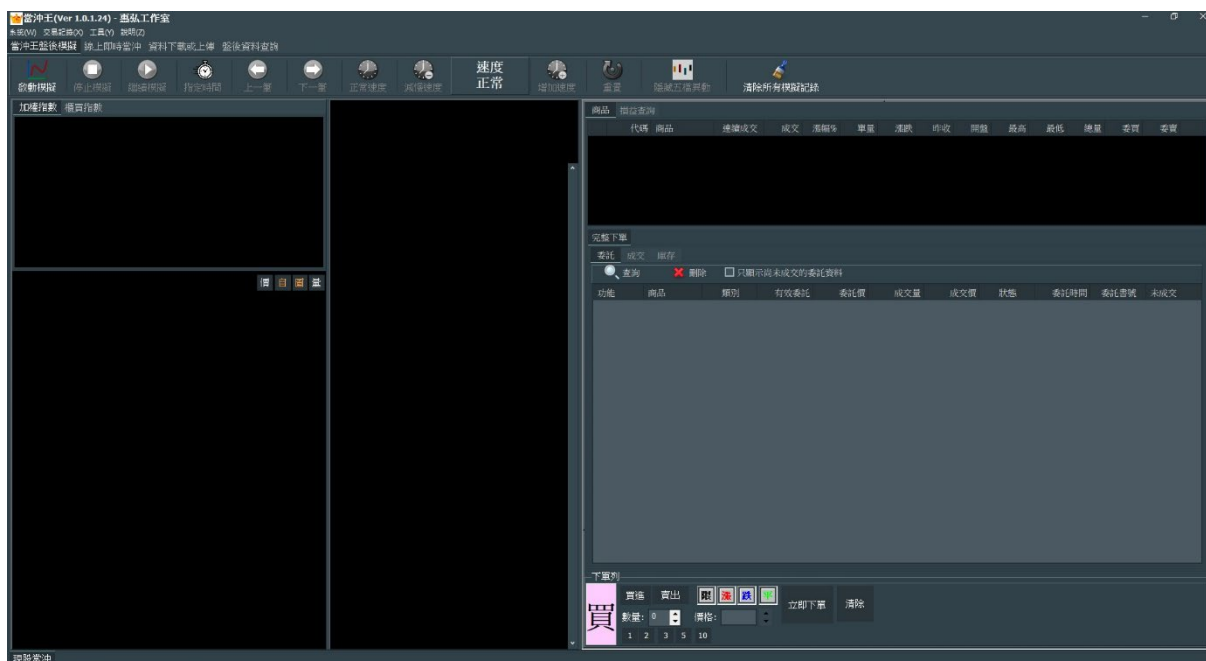 當沖王(Ver 1.0.1.24) - 惠弘工作室
系統(W) 交易記錄(X) 工具(Y) 說明(Z)
當沖王盤後模擬 線上即時當沖 資料下載或上傳 盤後資料查詢
啟動模擬 停止模擬 繼續模擬 指定時間 上一筆 下一筆 正常速度 減慢速度 速度 正常 增加速度 重置 隱藏五檔異動 清除所有模擬記錄
加權指數 櫃買指數
商品 損益查詢
代碼 商品 連續成交 成交 漲幅% 單量 漲跌 昨收 開盤 最高 最低 總量 委買 委賣
完整下單
委託 成交 庫存
查詢 刪除 只顯示尚未成交的委託資料
價 自 圖 量
功能 商品 類別 有效委託 委託價 成交量 成交價 狀態 委託時間 委託書號 未成交
下單列
買
買進 賣出 限 漲 跌 平 立即下單 清除
數量: 0 價格:
1 2 3 5 10
現股當沖